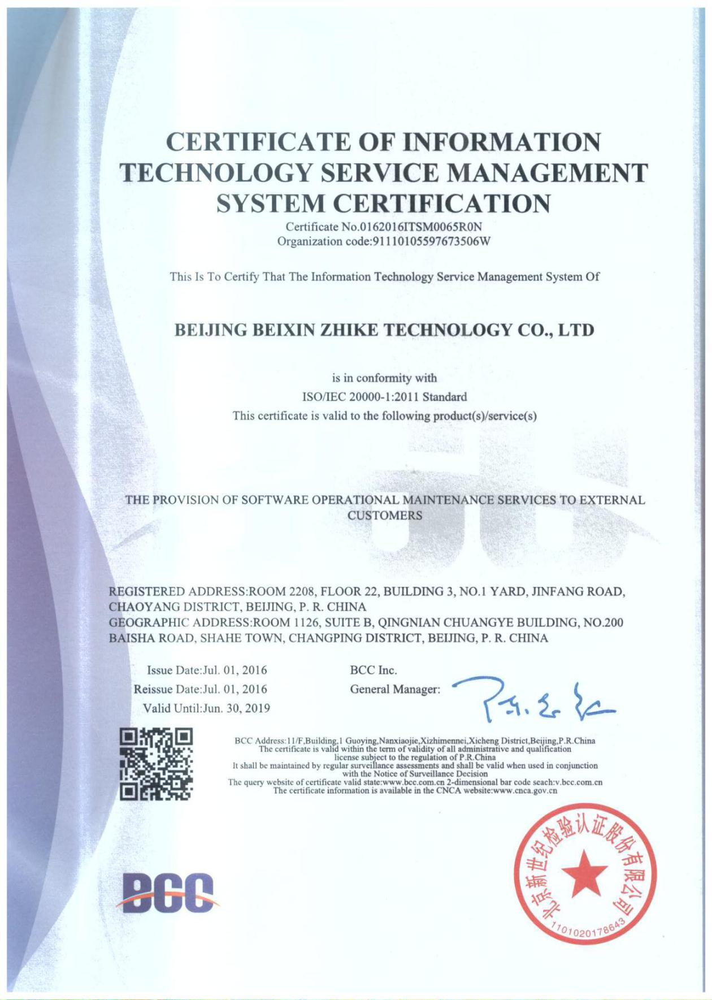 CERTIFICATE OF INFORMATION
TECHNOLOGY SERVICE MANAGEMENT
SYSTEM CERTIFICATION
Certificate No.0162016ITSM0065R0N
Organization code:91110105597673506W
This Is To Certify That The Information Technology Service Management System Of
BEIJING BEIXIN ZHIKE TECHNOLOGY CO., LTD
is in conformity with
ISO/IEC 20000-1:2011 Standard
This certificate is valid to the following product(s)/service(s)
THE PROVISION OF SOFTWARE OPERATIONAL MAINTENANCE SERVICES TO EXTERNAL
CUSTOMERS
REGISTERED ADDRESS:ROOM 2208, FLOOR 22, BUILDING 3, NO.1 YARD, JINFANG ROAD,
CHAOYANG DISTRICT, BEIJING, P. R. CHINA
GEOGRAPHIC ADDRESS:ROOM 1126, SUITE B, QINGNIAN CHUANGYE BUILDING, NO.200
BAISHA ROAD, SHAHE TOWN, CHANGPING DISTRICT, BEIJING, P. R. CHINA
Issue Date:Jul. 01, 2016
Reissue Date:Jul. 01, 2016
Valid Until:Jun. 30, 2019
BCC Inc.
General Manager:
BCC Address:11/F,Building,1 Guoying,Nanxiaojie,Xizhimennei,Xicheng District,Beijing,P.R.China
The certificate is valid within the term of validity of all administrative and qualification
license subject to the regulation of P.R.China
It shall be maintained by regular surveillance assessments and shall be valid when used in conjunction
with the Notice of Surveillance Decision
The query website of certificate valid state:www.bcc.com.cn 2-dimensional bar code seach:v.bcc.com.cn
The certificate information is available in the CNCA website:www.cnca.gov.cn
BCC
北京新世纪检验认证股份有限公司
1101020178643